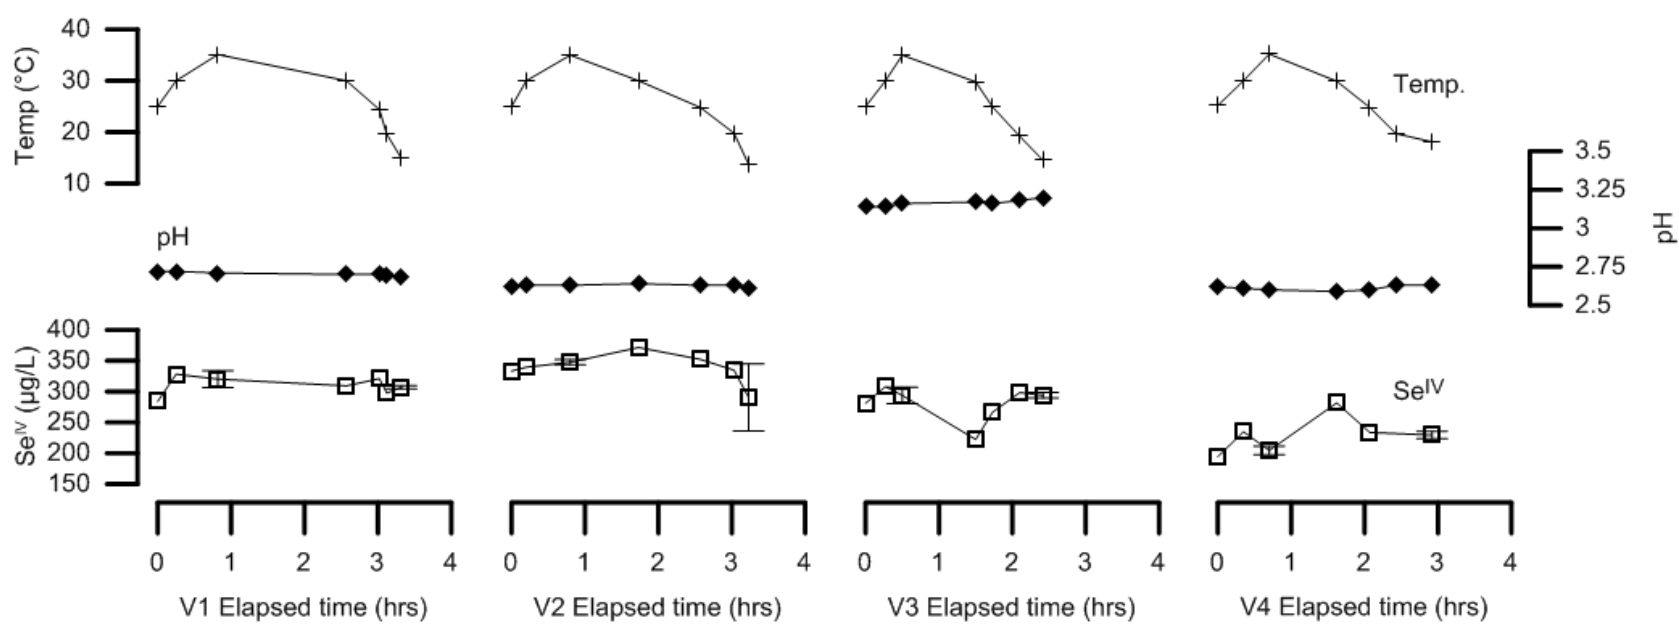 40
30
20
10
Temp (°C)
Temp.
3.5
3.25
3
2.75
2.5
pH
pH
400
350
300
250
200
150
Se^IV (µg/L)
Se^IV
0 1 2 3 4 0 1 2 3 4 0 1 2 3 4 0 1 2 3 4
V1 Elapsed time (hrs) V2 Elapsed time (hrs) V3 Elapsed time (hrs) V4 Elapsed time (hrs)